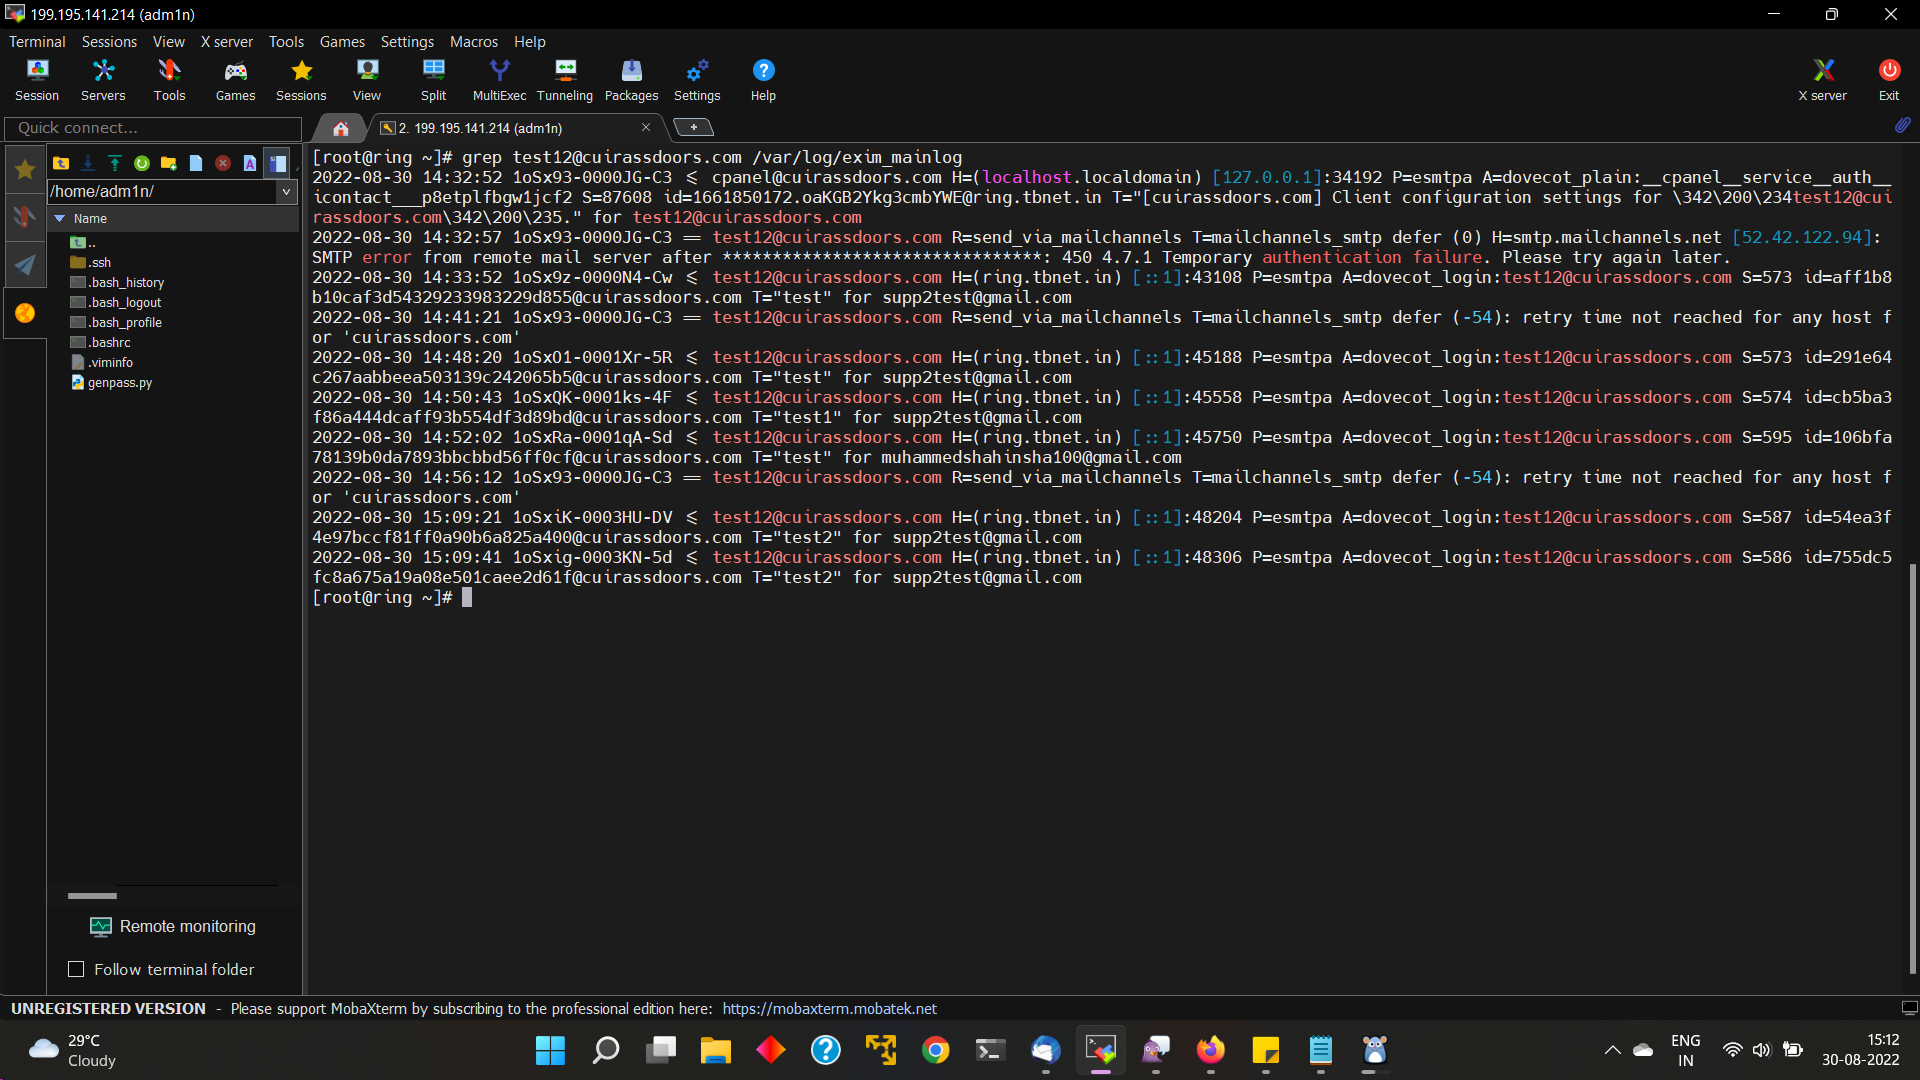 199.195.141.214 (adm1n)
Terminal Sessions View X server Tools Games Settings Macros Help
Session Servers Tools Games Sessions View Split MultiExec Tunneling Packages Settings Help X server Exit
Quick connect...
2. 199.195.141.214 (adm1n)
/home/adm1n/
Name
..
.ssh
.bash_history
.bash_logout
.bash_profile
.bashrc
.viminfo
genpass.py
Remote monitoring
Follow terminal folder
[root@ring ~]# grep test12@cuirassdoors.com /var/log/exim_mainlog
2022-08-30 14:32:52 1oSx93-0000JG-C3 <= cpanel@cuirassdoors.com H=(localhost.localdomain) [127.0.0.1]:34192 P=esmtpa A=dovecot_plain:__cpanel__service__auth__
icontact___p8etplfbgw1jcf2 S=87608 id=1661850172.oaKGB2Ykg3cmbYWE@ring.tbnet.in T="[cuirassdoors.com] Client configuration settings for \342\200\234test12@cui
rassdoors.com\342\200\235." for test12@cuirassdoors.com
2022-08-30 14:32:57 1oSx93-0000JG-C3 == test12@cuirassdoors.com R=send_via_mailchannels T=mailchannels_smtp defer (0) H=smtp.mailchannels.net [52.42.122.94]:
SMTP error from remote mail server after ********************************: 450 4.7.1 Temporary authentication failure. Please try again later.
2022-08-30 14:33:52 1oSx9z-0000N4-Cw <= test12@cuirassdoors.com H=(ring.tbnet.in) [::1]:43108 P=esmtpa A=dovecot_login:test12@cuirassdoors.com S=573 id=aff1b8
b10caf3d54329233983229d855@cuirassdoors.com T="test" for supp2test@gmail.com
2022-08-30 14:41:21 1oSx93-0000JG-C3 == test12@cuirassdoors.com R=send_via_mailchannels T=mailchannels_smtp defer (-54): retry time not reached for any host f
or 'cuirassdoors.com'
2022-08-30 14:48:20 1oSxO1-0001Xr-5R <= test12@cuirassdoors.com H=(ring.tbnet.in) [::1]:45188 P=esmtpa A=dovecot_login:test12@cuirassdoors.com S=573 id=291e64
c267aabbeea503139c242065b5@cuirassdoors.com T="test" for supp2test@gmail.com
2022-08-30 14:50:43 1oSxQK-0001ks-4F <= test12@cuirassdoors.com H=(ring.tbnet.in) [::1]:45558 P=esmtpa A=dovecot_login:test12@cuirassdoors.com S=574 id=cb5ba3
f86a444dcaff93b554df3d89bd@cuirassdoors.com T="test1" for supp2test@gmail.com
2022-08-30 14:52:02 1oSxRa-0001qA-Sd <= test12@cuirassdoors.com H=(ring.tbnet.in) [::1]:45750 P=esmtpa A=dovecot_login:test12@cuirassdoors.com S=595 id=106bfa
78139b0da7893bbcbbd56ff0cf@cuirassdoors.com T="test" for muhammedshahinsha100@gmail.com
2022-08-30 14:56:12 1oSx93-0000JG-C3 == test12@cuirassdoors.com R=send_via_mailchannels T=mailchannels_smtp defer (-54): retry time not reached for any host f
or 'cuirassdoors.com'
2022-08-30 15:09:21 1oSxiK-0003HU-DV <= test12@cuirassdoors.com H=(ring.tbnet.in) [::1]:48204 P=esmtpa A=dovecot_login:test12@cuirassdoors.com S=587 id=54ea3f
4e97bccf81ff0a90b6a825a400@cuirassdoors.com T="test2" for supp2test@gmail.com
2022-08-30 15:09:41 1oSxig-0003KN-5d <= test12@cuirassdoors.com H=(ring.tbnet.in) [::1]:48306 P=esmtpa A=dovecot_login:test12@cuirassdoors.com S=586 id=755dc5
fc8a675a19a08e501caee2d61f@cuirassdoors.com T="test2" for supp2test@gmail.com
[root@ring ~]#
UNREGISTERED VERSION - Please support MobaXterm by subscribing to the professional edition here: https://mobaxterm.mobatek.net
29°C
Cloudy
ENG
IN
15:12
30-08-2022